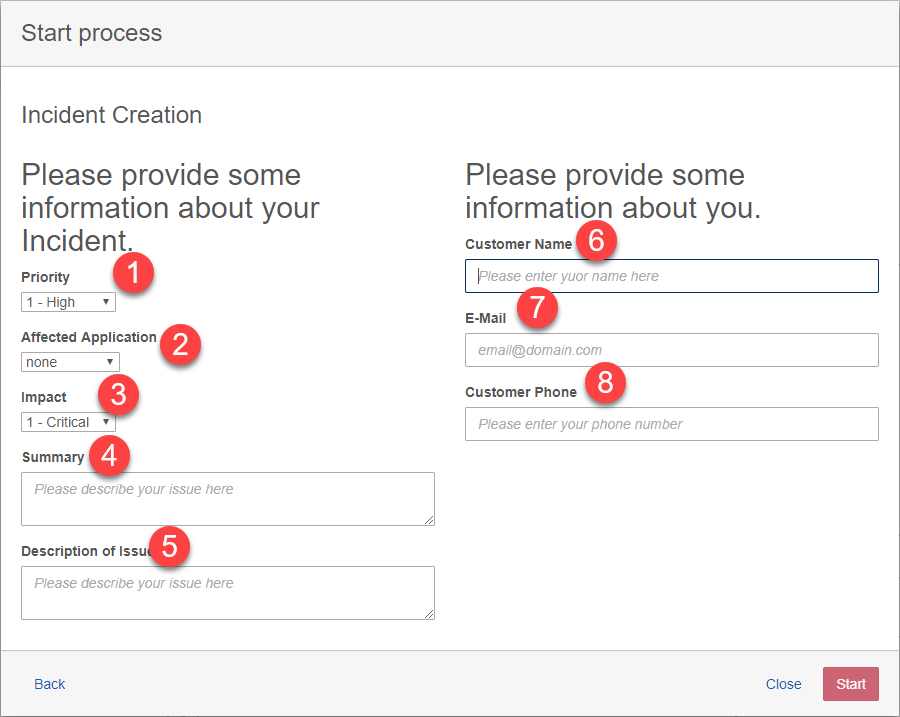 Start process
Incident Creation
Please provide some
information about your
Incident.
Priority 1
1 - High
Affected Application 2
none
Impact 3
1 - Critical
Summary 4
Please describe your issue here
Description of Issue 5
Please describe your issue here
Please provide some
information about you.
Customer Name 6
Please enter yuor name here
E-Mail 7
email@domain.com
Customer Phone 8
Please enter your phone number
Back
Close
Start